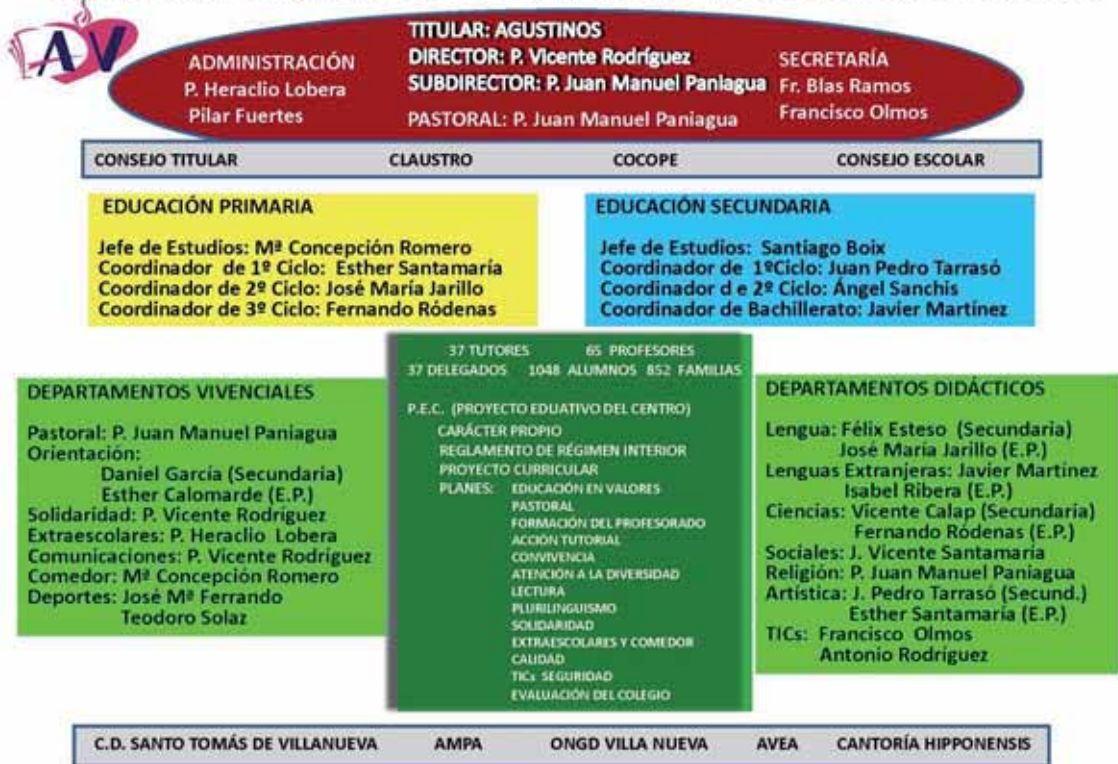 AV
TITULAR: AGUSTINOS
DIRECTOR: P. Vicente Rodríguez
SUBDIRECTOR: P. Juan Manuel Paniagua
PASTORAL: P. Juan Manuel Paniagua
ADMINISTRACIÓN
P. Heraclio Lobera
Pilar Fuertes
SECRETARÍA
Fr. Blas Ramos
Francisco Olmos
CONSEJO TITULAR CLAUSTRO COCOPE CONSEJO ESCOLAR
EDUCACIÓN PRIMARIA
Jefe de Estudios: Mª Concepción Romero
Coordinador de 1º Ciclo: Esther Santamaría
Coordinador de 2º Ciclo: José María Jarillo
Coordinador de 3º Ciclo: Fernando Ródenas
EDUCACIÓN SECUNDARIA
Jefe de Estudios: Santiago Boix
Coordinador de 1ºCiclo: Juan Pedro Tarrasó
Coordinador d e 2º Ciclo: Ángel Sanchis
Coordinador de Bachillerato: Javier Martínez
DEPARTAMENTOS VIVENCIALES
Pastoral: P. Juan Manuel Paniagua
Orientación:
Daniel García (Secundaria)
Esther Calomarde (E.P.)
Solidaridad: P. Vicente Rodríguez
Extraescolares: P. Heraclio Lobera
Comunicaciones: P. Vicente Rodríguez
Comedor: Mª Concepción Romero
Deportes: José Mª Ferrando
Teodoro Solaz
37 TUTORES 65 PROFESORES
37 DELEGADOS 1048 ALUMNOS 852 FAMILIAS
P.E.C. (PROYECTO EDUATIVO DEL CENTRO)
CARÁCTER PROPIO
REGLAMENTO DE RÉGIMEN INTERIOR
PROYECTO CURRICULAR
PLANES: EDUCACIÓN EN VALORES
PASTORAL
FORMACIÓN DEL PROFESORADO
ACCIÓN TUTORIAL
CONVIVENCIA
ATENCIÓN A LA DIVERSIDAD
LECTURA
PLURILINGUISMO
SOLIDARIDAD
EXTRAESCOLARES Y COMEDOR
CALIDAD
TICs SEGURIDAD
EVALUACIÓN DEL COLEGIO
DEPARTAMENTOS DIDÁCTICOS
Lengua: Félix Esteso (Secundaria)
José María Jarillo (E.P.)
Lenguas Extranjeras: Javier Martínez
Isabel Ribera (E.P.)
Ciencias: Vicente Calap (Secundaria)
Fernando Ródenas (E.P.)
Sociales: J. Vicente Santamaría
Religión: P. Juan Manuel Paniagua
Artística: J. Pedro Tarrasó (Secund.)
Esther Santamaría (E.P.)
TICs: Francisco Olmos
Antonio Rodríguez
C.D. SANTO TOMÁS DE VILLANUEVA AMPA ONGD VILLA NUEVA AVEA CANTORÍA HIPPONENSIS